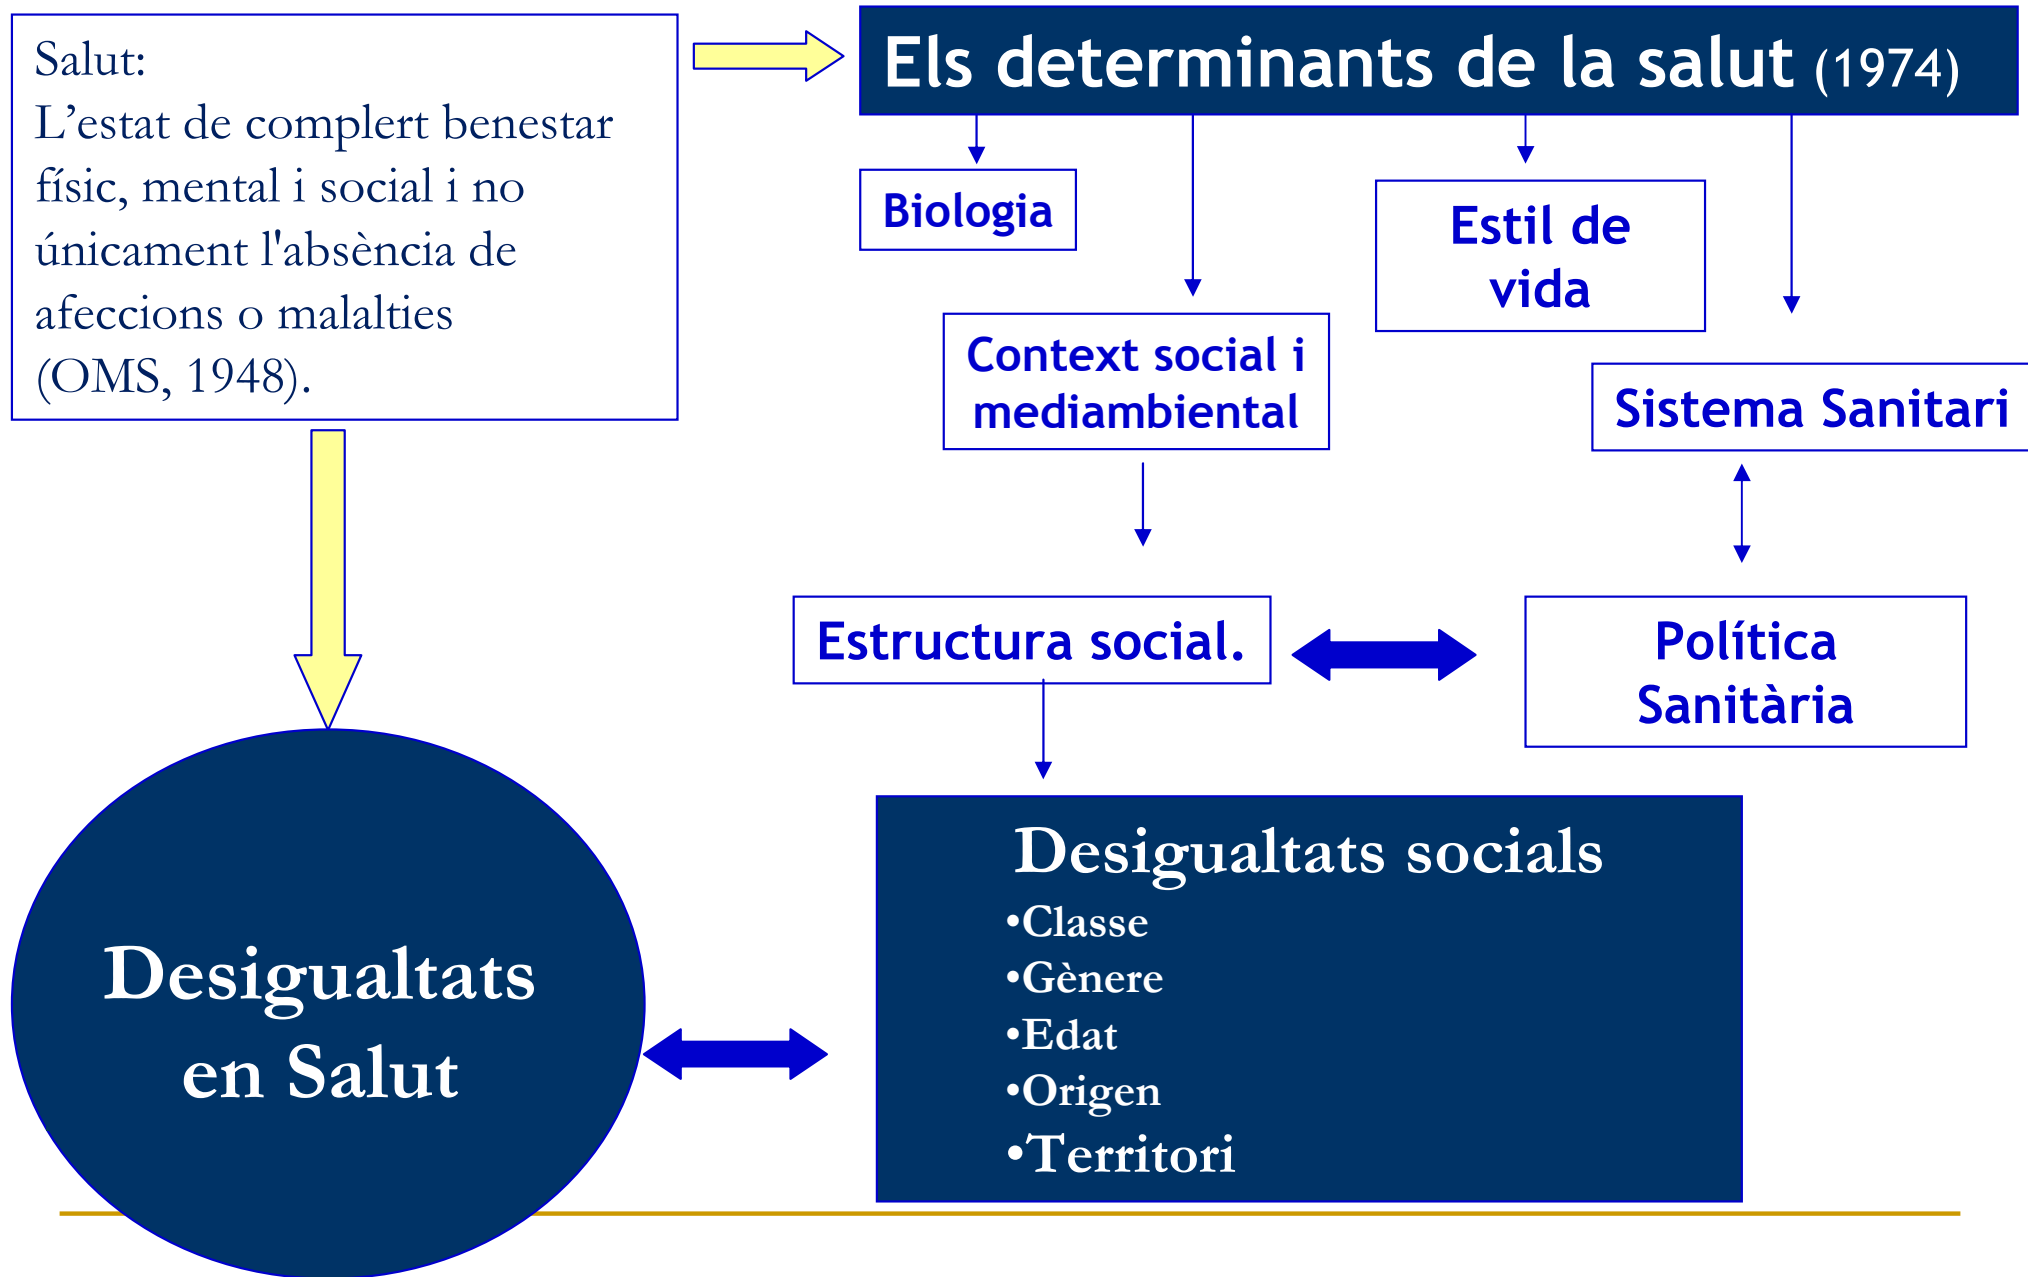 Salut:
L’estat de complert benestar
físic, mental i social i no
únicament l'absència de
afeccions o malalties
(OMS, 1948).
Els determinants de la salut (1974)
Biologia
Estil de
vida
Context social i
mediambiental
Sistema Sanitari
Estructura social.
Política
Sanitària
Desigualtats
en Salut
Desigualtats socials
•Classe
•Gènere
•Edat
•Origen
•Territori